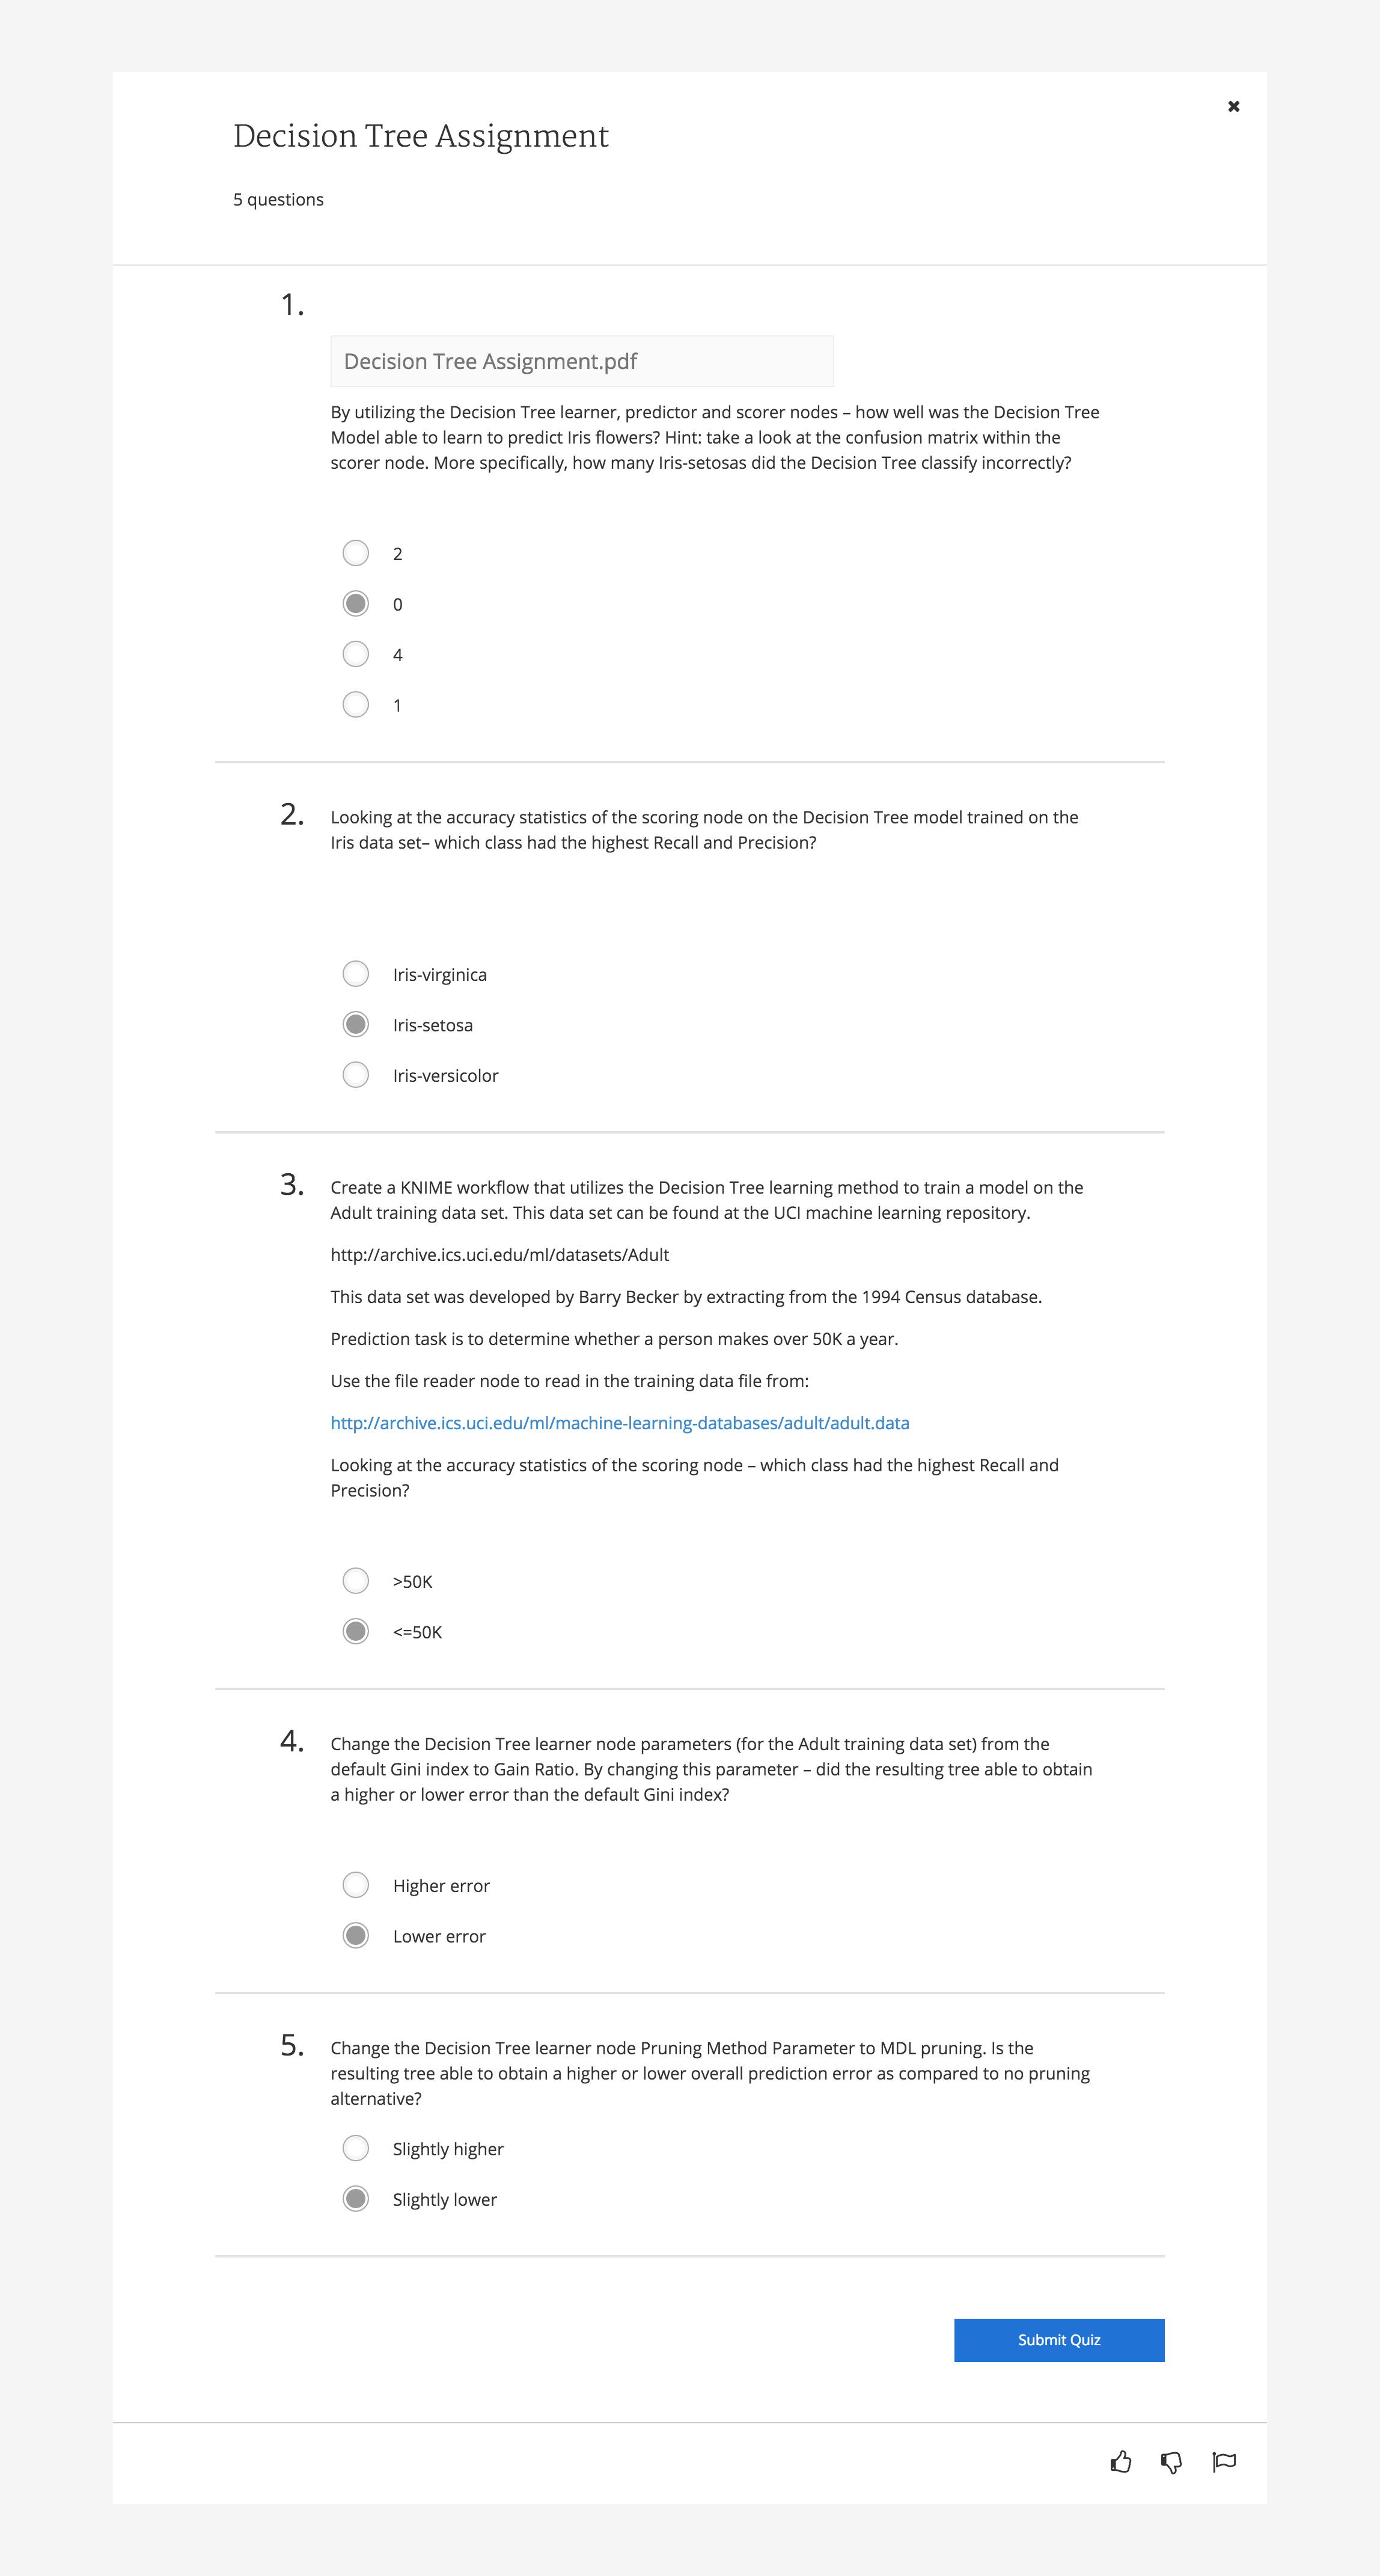 Decision Tree Assignment
5 questions
1.
Decision Tree Assignment.pdf
By utilizing the Decision Tree learner, predictor and scorer nodes – how well was the Decision Tree
Model able to learn to predict Iris flowers? Hint: take a look at the confusion matrix within the
scorer node. More specifically, how many Iris-setosas did the Decision Tree classify incorrectly?
2
0
4
1
2. Looking at the accuracy statistics of the scoring node on the Decision Tree model trained on the
Iris data set– which class had the highest Recall and Precision?
Iris-virginica
Iris-setosa
Iris-versicolor
3. Create a KNIME workflow that utilizes the Decision Tree learning method to train a model on the
Adult training data set. This data set can be found at the UCI machine learning repository.
http://archive.ics.uci.edu/ml/datasets/Adult
This data set was developed by Barry Becker by extracting from the 1994 Census database.
Prediction task is to determine whether a person makes over 50K a year.
Use the file reader node to read in the training data file from:
http://archive.ics.uci.edu/ml/machine-learning-databases/adult/adult.data
Looking at the accuracy statistics of the scoring node – which class had the highest Recall and
Precision?
>50K
<=50K
4. Change the Decision Tree learner node parameters (for the Adult training data set) from the
default Gini index to Gain Ratio. By changing this parameter – did the resulting tree able to obtain
a higher or lower error than the default Gini index?
Higher error
Lower error
5. Change the Decision Tree learner node Pruning Method Parameter to MDL pruning. Is the
resulting tree able to obtain a higher or lower overall prediction error as compared to no pruning
alternative?
Slightly higher
Slightly lower
Submit Quiz